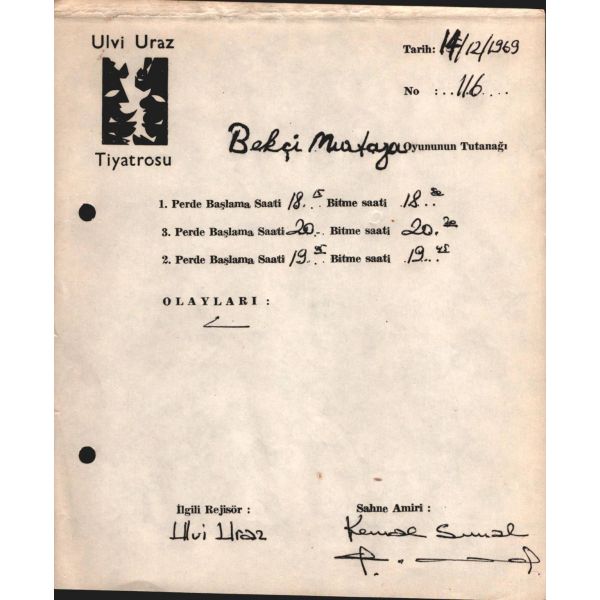 Ulvi Uraz
Tiyatrosu
Tarih: 14/12/1969
No : ..116....
Bekçi Murtaza Oyununun Tutanağı
1. Perde Başlama Saati 18.15 Bitme saati 18.50
3. Perde Başlama Saati 20.- Bitme saati 20.20
2. Perde Başlama Saati 19.05 Bitme saati 19.45
OLAYLARI :
İlgili Rejisör :
Ulvi Uraz
Sahne Amiri :
Kemal Sunal